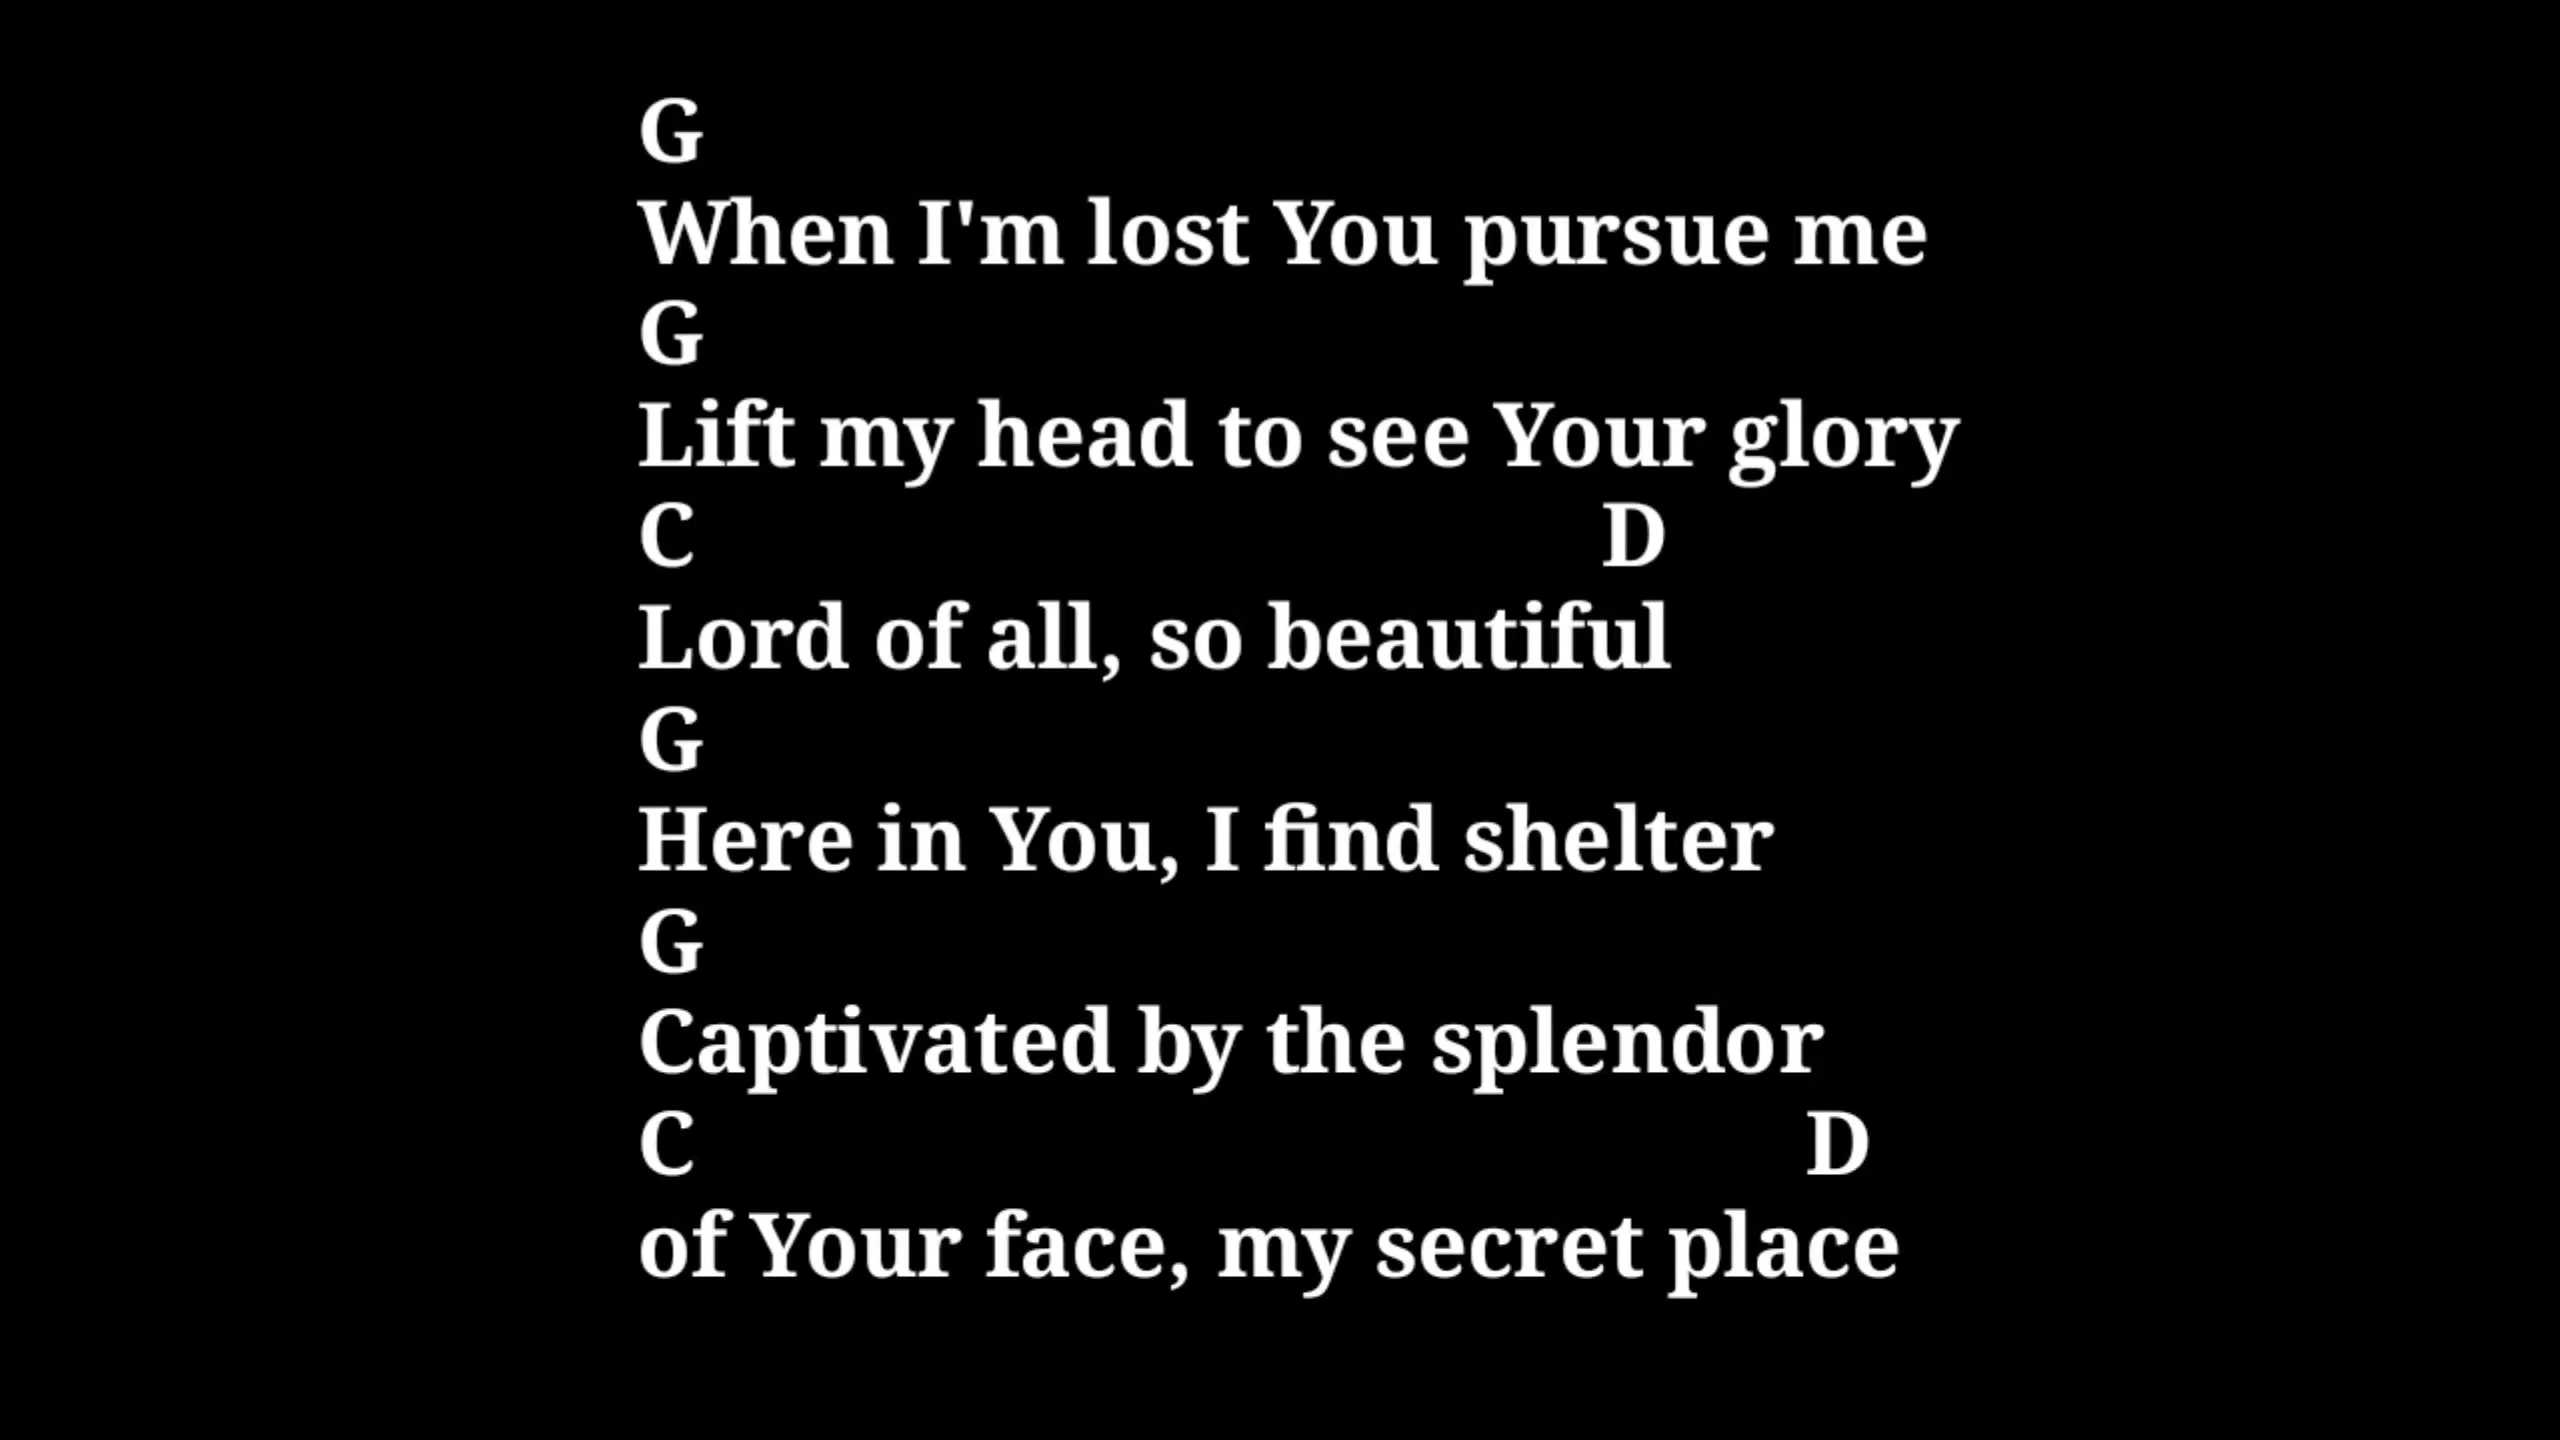 G
When I'm lost You pursue me
G
Lift my head to see Your glory
C D
Lord of all, so beautiful
G
Here in You, I find shelter
G
Captivated by the splendor
C D
of Your face, my secret place